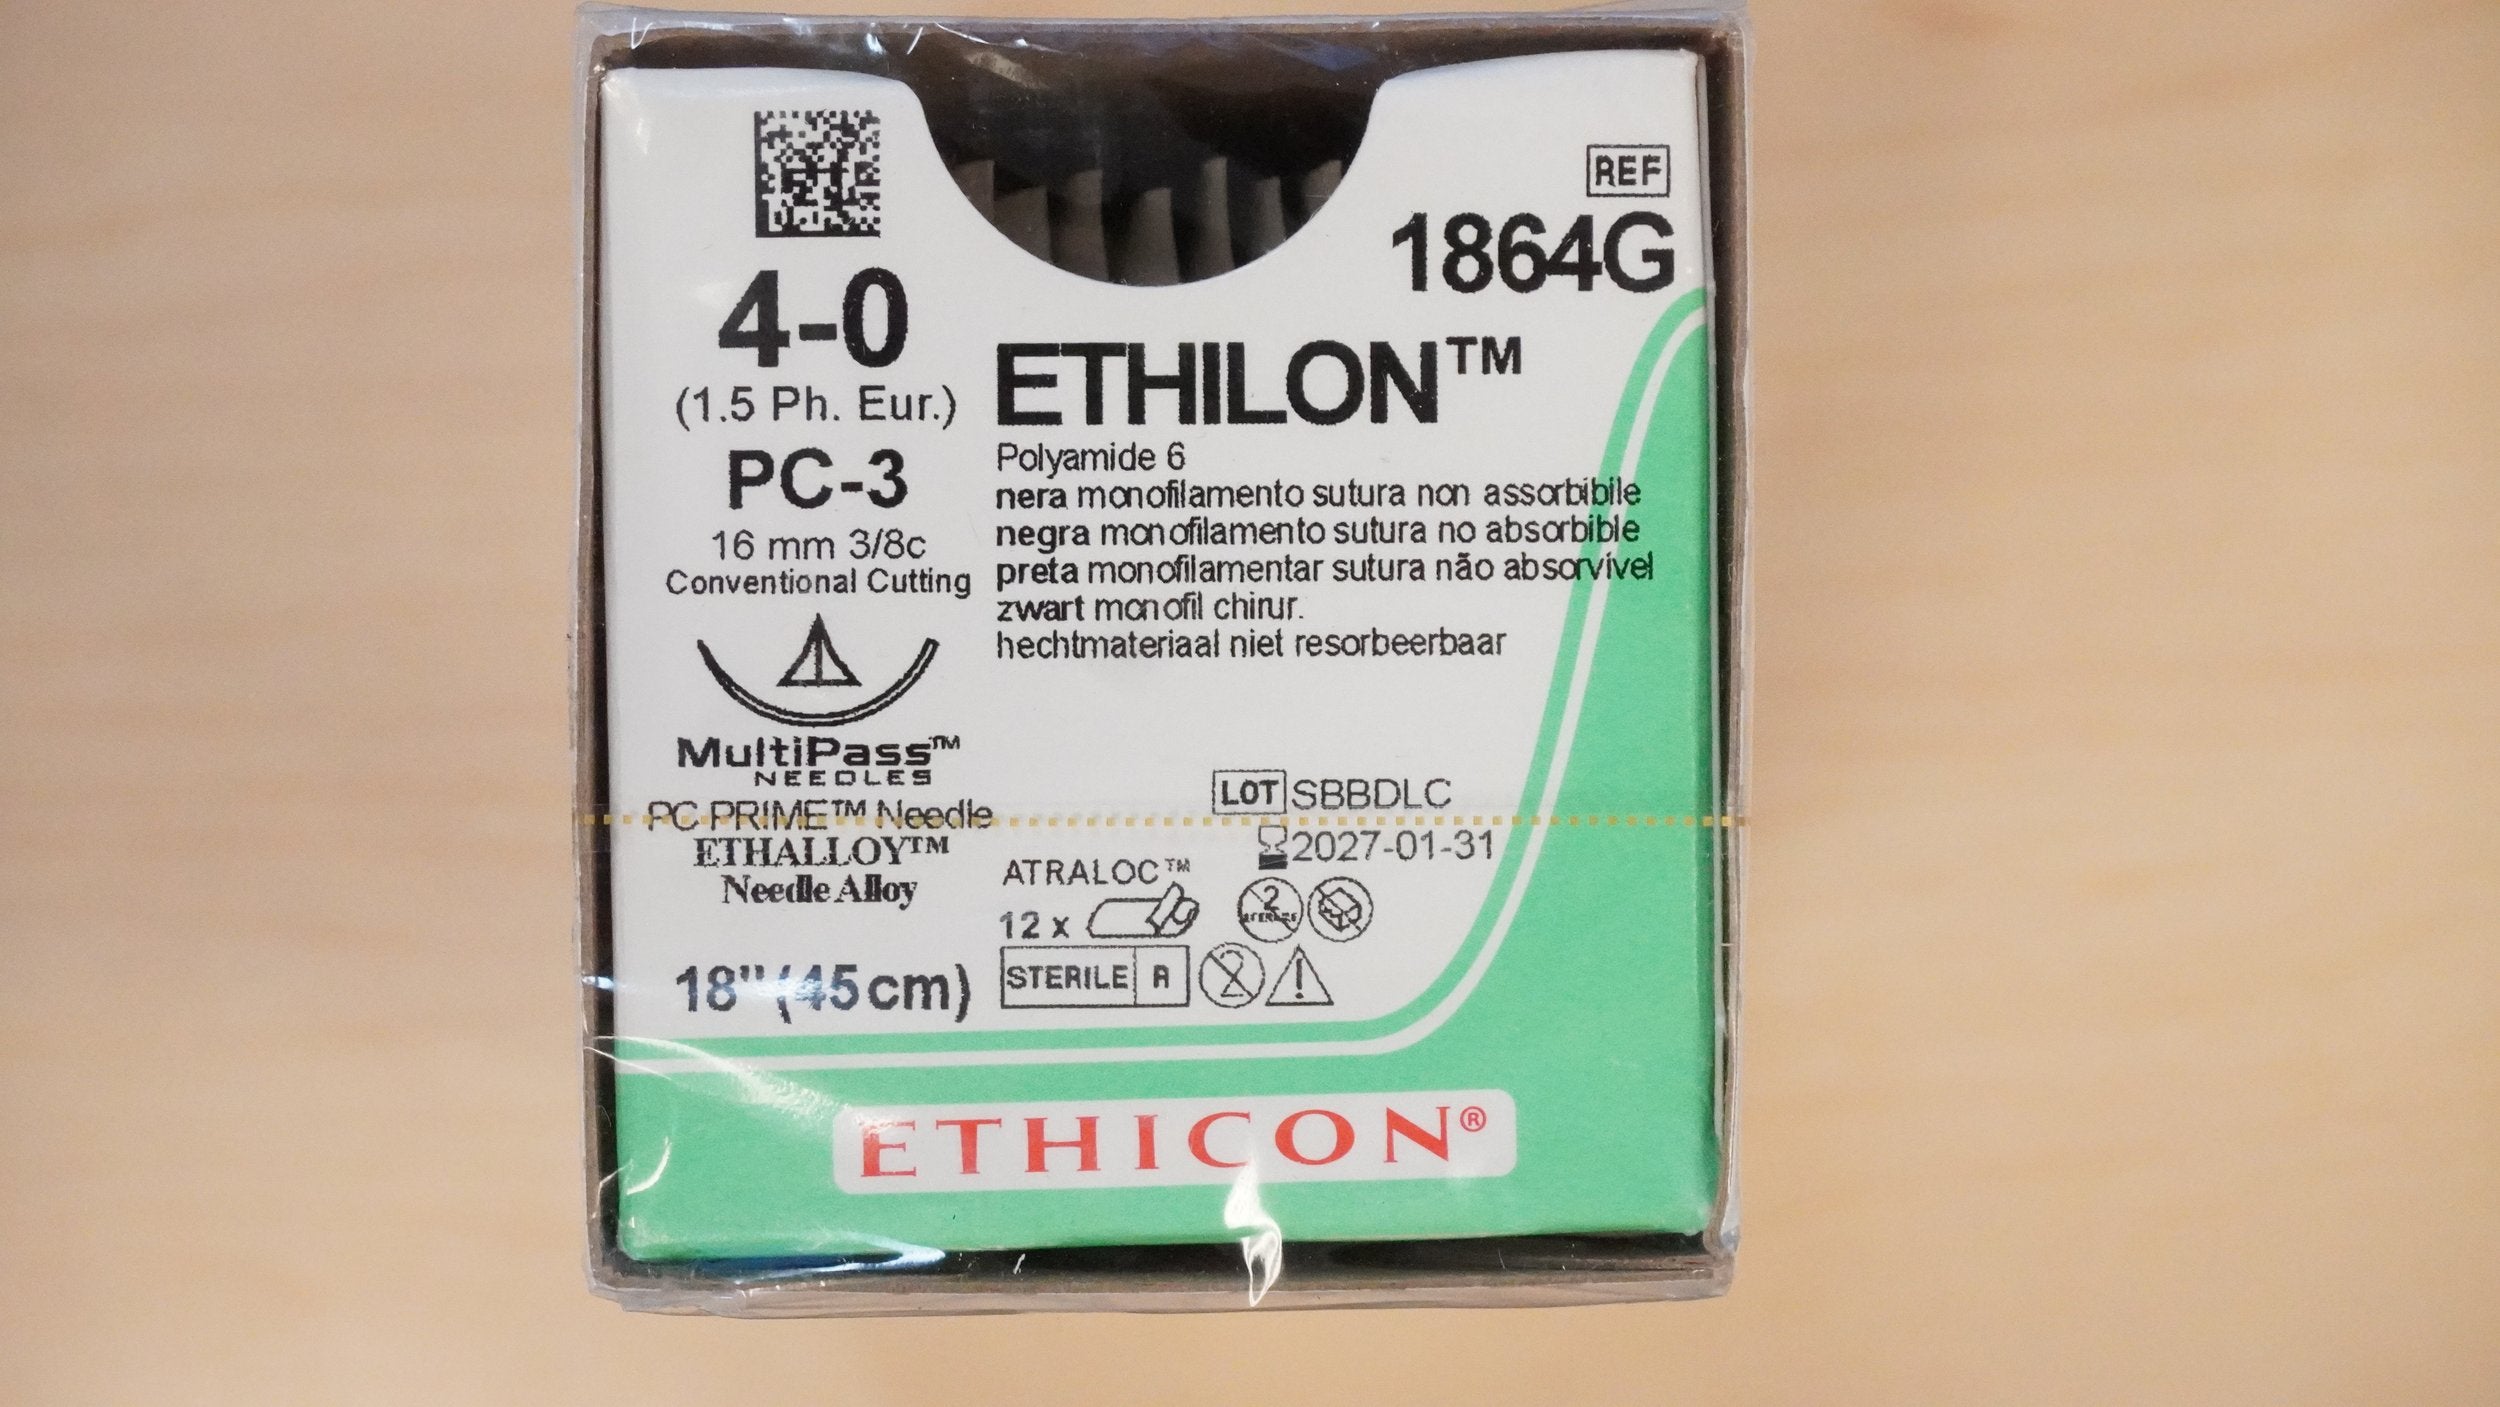 REF
1864G
4-0
(1.5 Ph. Eur.)
PC-3
16 mm 3/8c
Conventional Cutting
MultiPass™
NEEDLES
PC PRIME™ Needle
ETHALLOY™
Needle Alloy
18" (45cm)
ETHILON™
Polyamide 6
nera monofilamento sutura non assorbibile
negra monofilamento sutura no absorbible
preta monofilamentar sutura não absorvível
zwart monofil chirur.
hechtmateriaal niet resorbeerbaar
LOT SBBDLC
2027-01-31
ATRALOC™
12 x
2
STERILE R
2
!
ETHICON®